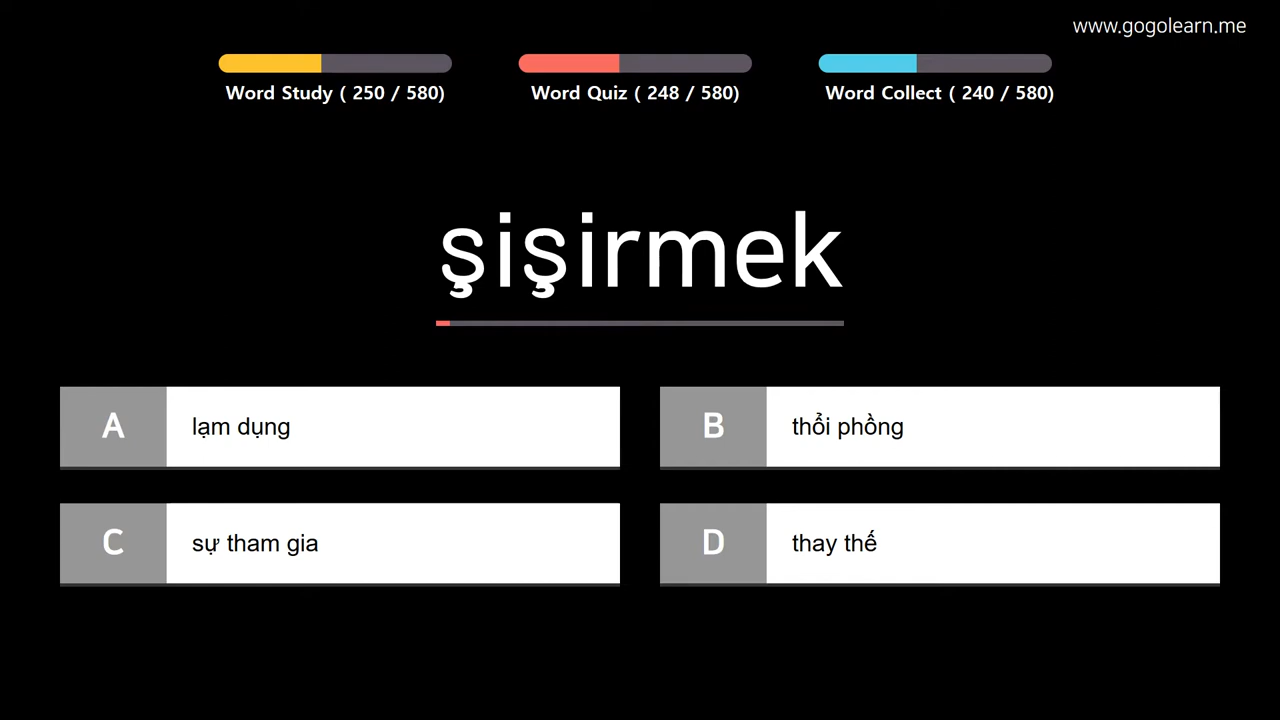 www.gogolearn.me
Word Study ( 250 / 580)
Word Quiz ( 248 / 580)
Word Collect ( 240 / 580)
şişirmek
A
lạm dụng
B
thổi phồng
C
sự tham gia
D
thay thế